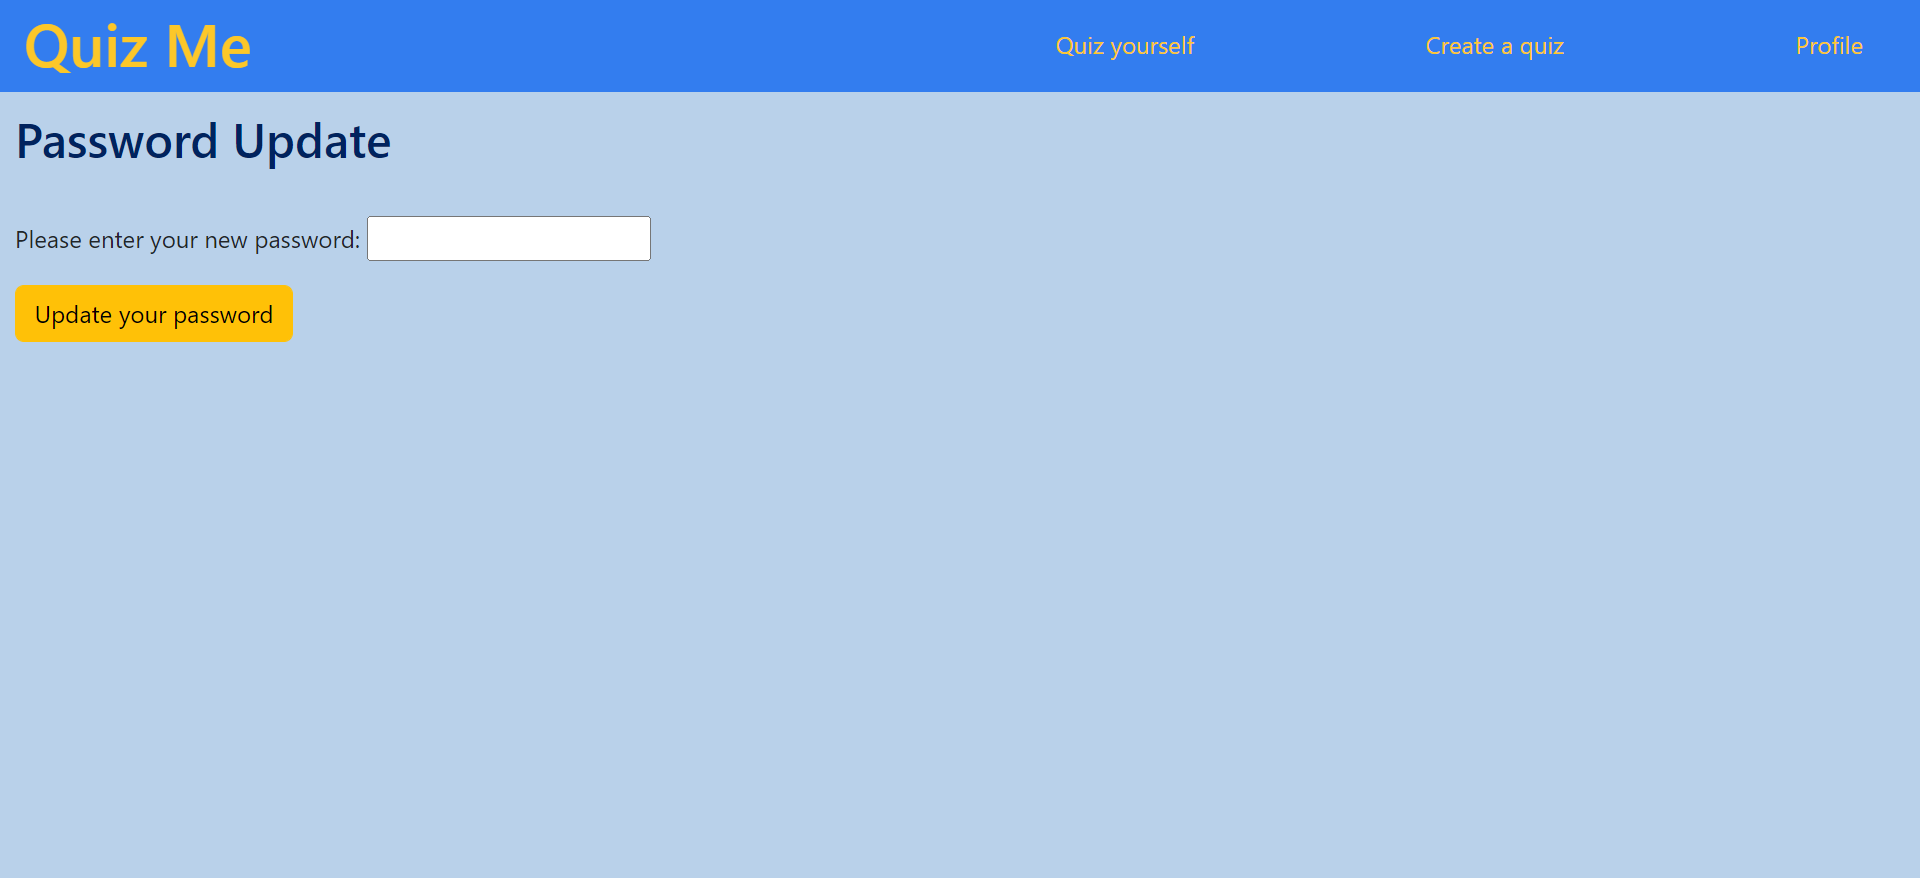 Quiz Me
Quiz yourself
Create a quiz
Profile
Password Update
Please enter your new password:
Update your password